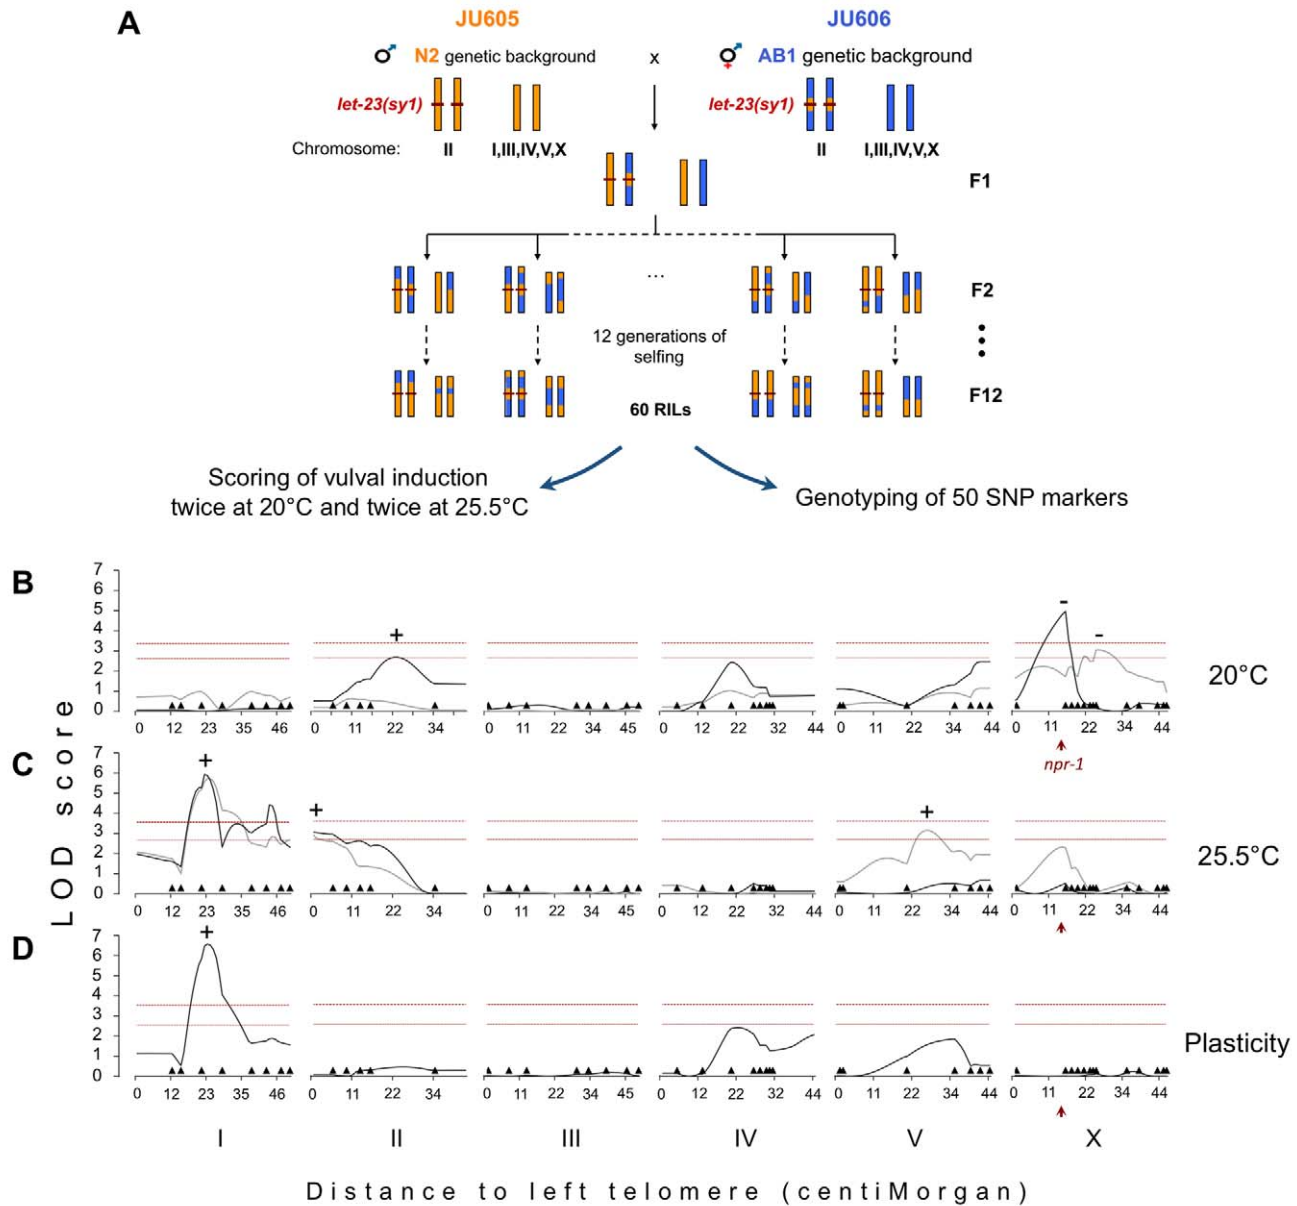 A
JU605
JU606
N2 genetic background
x
AB1 genetic background
let-23(sy1)
let-23(sy1)
Chromosome:
II
I,III,IV,V,X
II
I,III,IV,V,X
F1
...
F2
12 generations of
selfing
60 RILs
F12
Scoring of vulval induction
twice at 20°C and twice at 25.5°C
Genotyping of 50 SNP markers
B
7
6
5
4
3
2
1
0
+
-
-
20°C
0 12 23 35 46
0 11 22 34
0 11 23 34 45
0 11 22 32 44
0 11 22 34 44
0 11 22 34 44
npr-1
LOD score
C
7
6
5
4
3
2
1
0
+
+
+
25.5°C
0 12 23 35 46
0 11 22 34
0 11 23 34 45
0 11 22 32 44
0 11 22 34 44
0 11 22 34 44
D
7
6
5
4
3
2
1
0
+
Plasticity
0 12 23 35 46
0 11 22 34
0 11 23 34 45
0 11 22 32 44
0 11 22 34 44
0 11 22 34 44
I
II
III
IV
V
X
Distance to left telomere (centiMorgan)